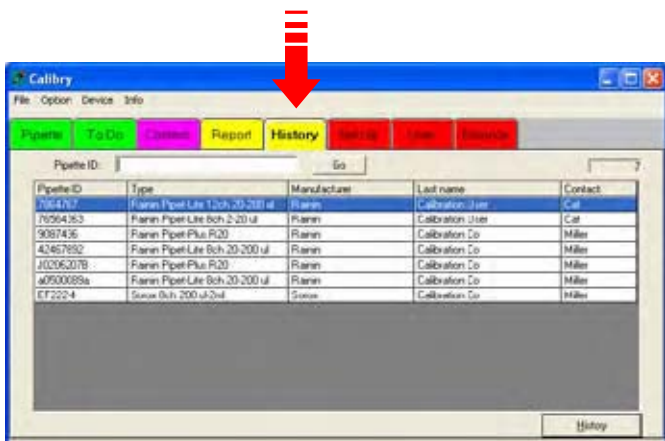 Calibry
File Option Device Info
Pipette To Do Contact Report History Method User Balance
Pipette ID: Go 7
Pipette ID Type Manufacturer Last name Contact
7864767 Rainin Pipet-Lite 12ch 20-200 ul Rainin Calibration User Cat
76564363 Rainin Pipet-Lite 8ch 2-20 ul Rainin Calibration User Cat
9087436 Rainin Pipet-Plus R20 Rainin Calibration Co Miller
42467892 Rainin Pipet-Lite 8ch 20-200 ul Rainin Calibration Co Miller
J0206207B Rainin Pipet-Plus R20 Rainin Calibration Co Miller
a0500089a Rainin Pipet-Lite 8ch 20-200 ul Rainin Calibration Co Miller
EF222-4 8ch 200 ul-2ml Calibration Co Miller
History